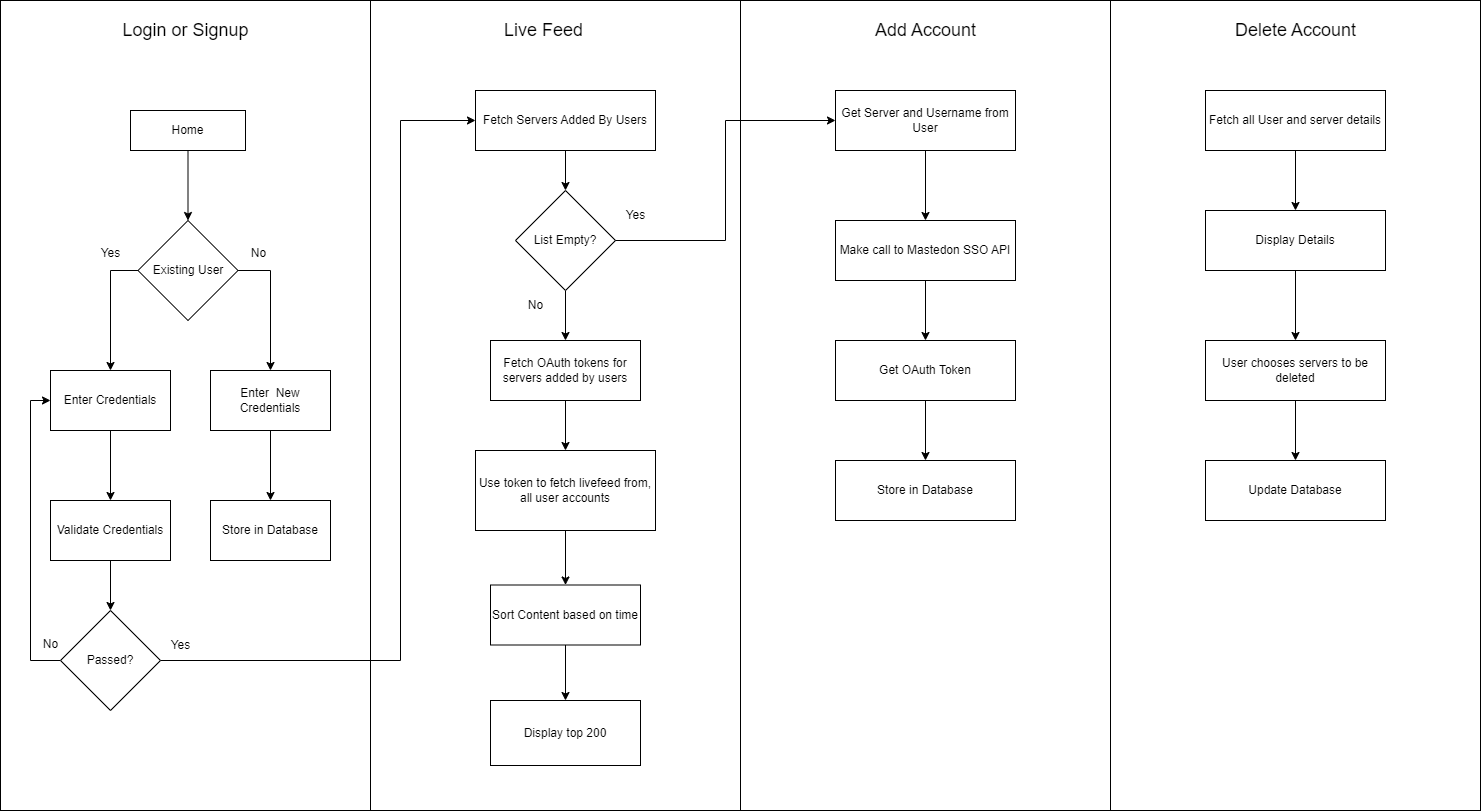 Login or Signup
Home
Yes
No
Existing User
Enter Credentials
Enter New
Credentials
Validate Credentials
Store in Database
No
Yes
Passed?
Live Feed
Fetch Servers Added By Users
Yes
List Empty?
No
Fetch OAuth tokens for
servers added by users
Use token to fetch livefeed from,
all user accounts
Sort Content based on time
Display top 200
Add Account
Get Server and Username from
User
Make call to Mastedon SSO API
Get OAuth Token
Store in Database
Delete Account
Fetch all User and server details
Display Details
User chooses servers to be
deleted
Update Database